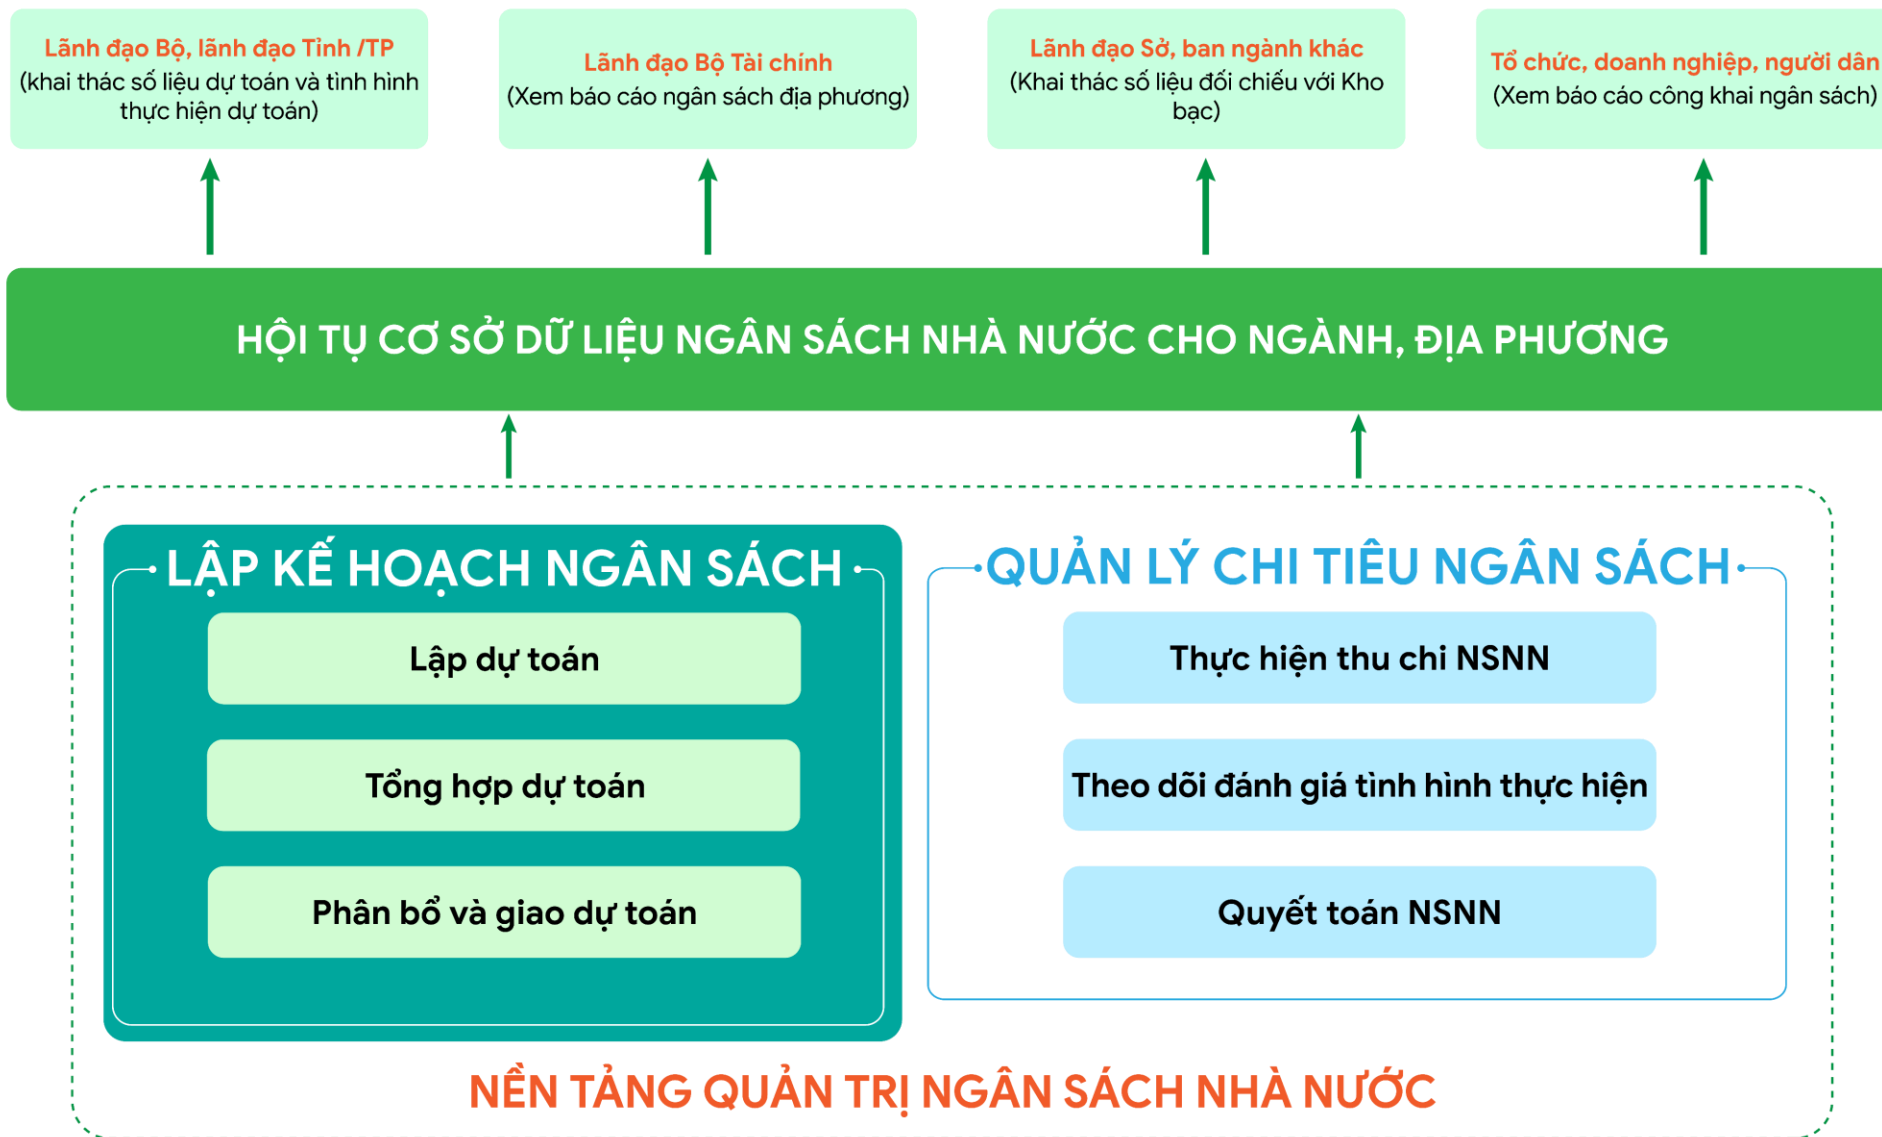 Lãnh đạo Bộ, lãnh đạo Tỉnh /TP
(khai thác số liệu dự toán và tình hình
thực hiện dự toán)
Lãnh đạo Bộ Tài chính
(Xem báo cáo ngân sách địa phương)
Lãnh đạo Sở, ban ngành khác
(Khai thác số liệu đối chiếu với Kho
bạc)
Tổ chức, doanh nghiệp, người dân
(Xem báo cáo công khai ngân sách)
HỘI TỤ CƠ SỞ DỮ LIỆU NGÂN SÁCH NHÀ NƯỚC CHO NGÀNH, ĐỊA PHƯƠNG
LẬP KẾ HOẠCH NGÂN SÁCH
Lập dự toán
Tổng hợp dự toán
Phân bổ và giao dự toán
QUẢN LÝ CHI TIÊU NGÂN SÁCH
Thực hiện thu chi NSNN
Theo dõi đánh giá tình hình thực hiện
Quyết toán NSNN
NỀN TẢNG QUẢN TRỊ NGÂN SÁCH NHÀ NƯỚC